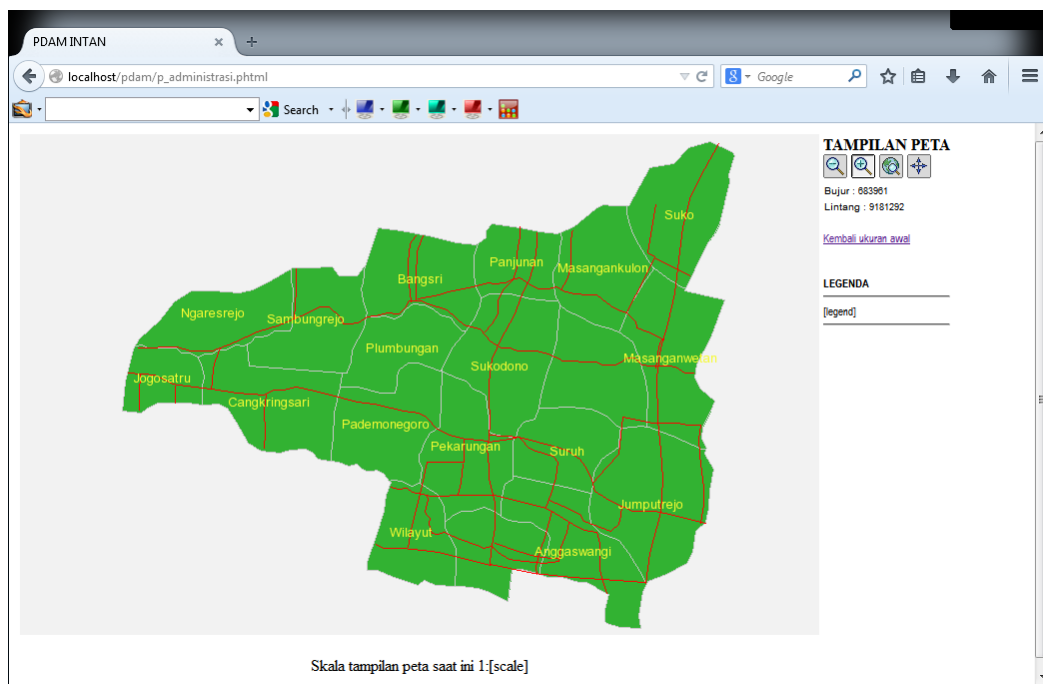 PDAM INTAN
localhost/pdam/p_administrasi.phtml
Google
Search
TAMPILAN PETA
Bujur : 683961
Lintang : 9181292
Kembali ukuran awal
LEGENDA
[legend]
Suko
Panjunan
Masangankulon
Bangsri
Ngaresrejo
Sambungrejo
Plumbungan
Sukodono
Masanganwetan
Jogosatru
Cangkringsari
Pademonegoro
Pekarungan
Suruh
Jumputrejo
Wilayut
Anggaswangi
Skala tampilan peta saat ini 1:[scale]